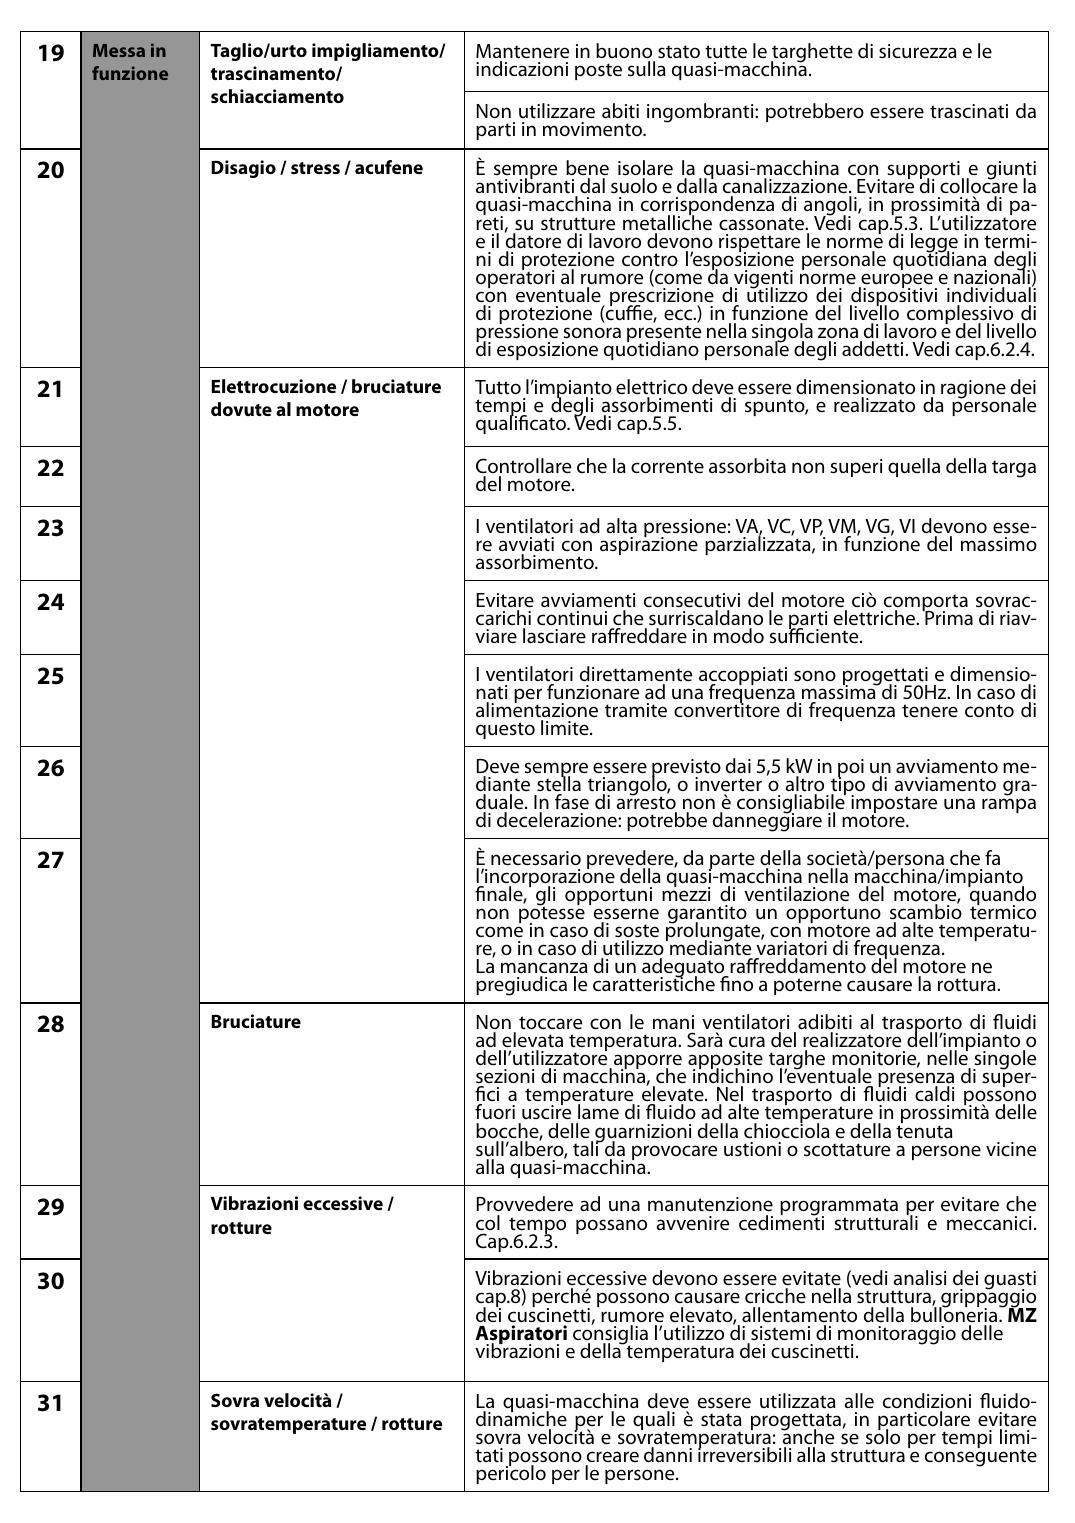 19
Messa in
funzione
Taglio/urto impigliamento/
trascinamento/
schiacciamento
Mantenere in buono stato tutte le targhette di sicurezza e le
indicazioni poste sulla quasi-macchina.
Non utilizzare abiti ingombranti: potrebbero essere trascinati da
parti in movimento.
20
Disagio / stress / acufene
È sempre bene isolare la quasi-macchina con supporti e giunti
antivibranti dal suolo e dalla canalizzazione. Evitare di collocare la
quasi-macchina in corrispondenza di angoli, in prossimità di pa-
reti, su strutture metalliche cassonate. Vedi cap.5.3. L’utilizzatore
e il datore di lavoro devono rispettare le norme di legge in termi-
ni di protezione contro l’esposizione personale quotidiana degli
operatori al rumore (come da vigenti norme europee e nazionali)
con eventuale prescrizione di utilizzo dei dispositivi individuali
di protezione (cuffie, ecc.) in funzione del livello complessivo di
pressione sonora presente nella singola zona di lavoro e del livello
di esposizione quotidiano personale degli addetti. Vedi cap.6.2.4.
21
Elettrocuzione / bruciature
dovute al motore
Tutto l’impianto elettrico deve essere dimensionato in ragione dei
tempi e degli assorbimenti di spunto, e realizzato da personale
qualificato. Vedi cap.5.5.
22
Controllare che la corrente assorbita non superi quella della targa
del motore.
23
I ventilatori ad alta pressione: VA, VC, VP, VM, VG, VI devono esse-
re avviati con aspirazione parzializzata, in funzione del massimo
assorbimento.
24
Evitare avviamenti consecutivi del motore ciò comporta sovrac-
carichi continui che surriscaldano le parti elettriche. Prima di riav-
viare lasciare raffreddare in modo sufficiente.
25
I ventilatori direttamente accoppiati sono progettati e dimensio-
nati per funzionare ad una frequenza massima di 50Hz. In caso di
alimentazione tramite convertitore di frequenza tenere conto di
questo limite.
26
Deve sempre essere previsto dai 5,5 kW in poi un avviamento me-
diante stella triangolo, o inverter o altro tipo di avviamento gra-
duale. In fase di arresto non è consigliabile impostare una rampa
di decelerazione: potrebbe danneggiare il motore.
27
È necessario prevedere, da parte della società/persona che fa
l’incorporazione della quasi-macchina nella macchina/impianto
finale, gli opportuni mezzi di ventilazione del motore, quando
non potesse esserne garantito un opportuno scambio termico
come in caso di soste prolungate, con motore ad alte temperatu-
re, o in caso di utilizzo mediante variatori di frequenza.
La mancanza di un adeguato raffreddamento del motore ne
pregiudica le caratteristiche fino a poterne causare la rottura.
28
Bruciature
Non toccare con le mani ventilatori adibiti al trasporto di fluidi
ad elevata temperatura. Sarà cura del realizzatore dell’impianto o
dell’utilizzatore apporre apposite targhe monitorie, nelle singole
sezioni di macchina, che indichino l’eventuale presenza di super-
fici a temperature elevate. Nel trasporto di fluidi caldi possono
fuori uscire lame di fluido ad alte temperature in prossimità delle
bocche, delle guarnizioni della chiocciola e della tenuta
sull’albero, tali da provocare ustioni o scottature a persone vicine
alla quasi-macchina.
29
Vibrazioni eccessive /
rotture
Provvedere ad una manutenzione programmata per evitare che
col tempo possano avvenire cedimenti strutturali e meccanici.
Cap.6.2.3.
30
Vibrazioni eccessive devono essere evitate (vedi analisi dei guasti
cap.8) perché possono causare cricche nella struttura, grippaggio
dei cuscinetti, rumore elevato, allentamento della bulloneria. MZ
Aspiratori consiglia l’utilizzo di sistemi di monitoraggio delle
vibrazioni e della temperatura dei cuscinetti.
31
Sovra velocità /
sovratemperature / rotture
La quasi-macchina deve essere utilizzata alle condizioni fluido-
dinamiche per le quali è stata progettata, in particolare evitare
sovra velocità e sovratemperatura: anche se solo per tempi limi-
tati possono creare danni irreversibili alla struttura e conseguente
pericolo per le persone.